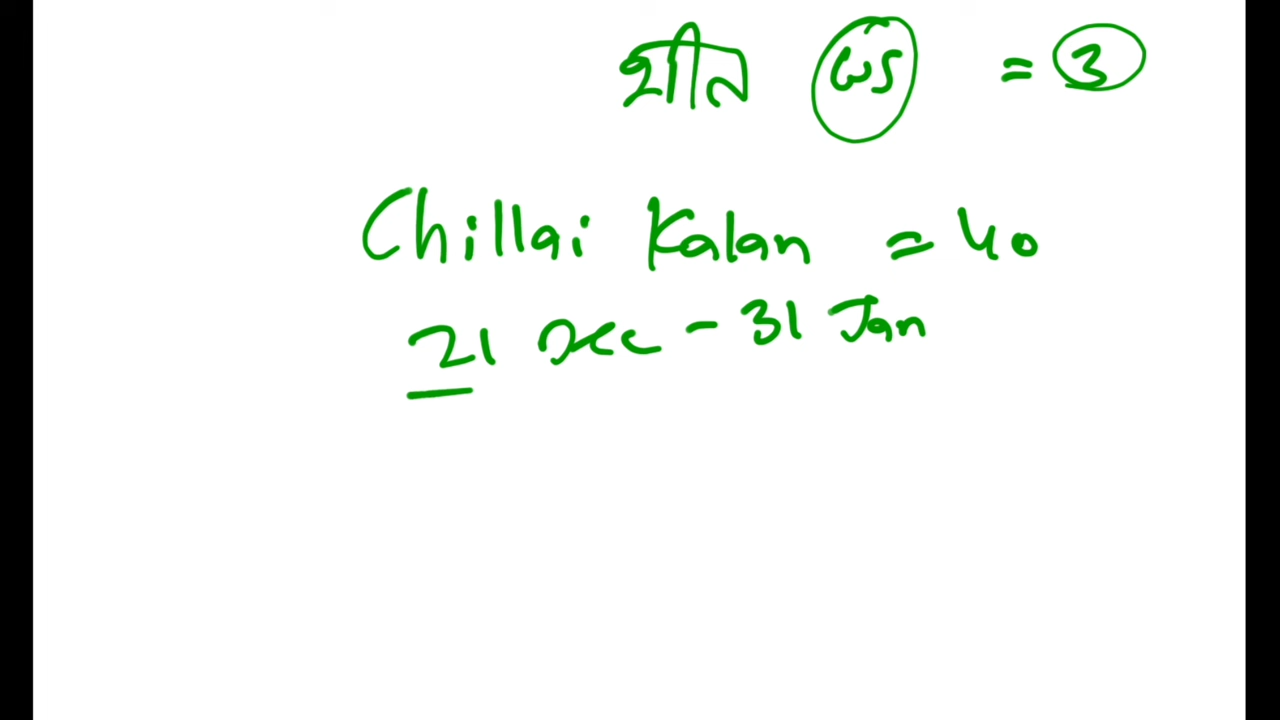 शीत ws = 3
Chillai Kalan = 40
21 Dec - 31 Jan